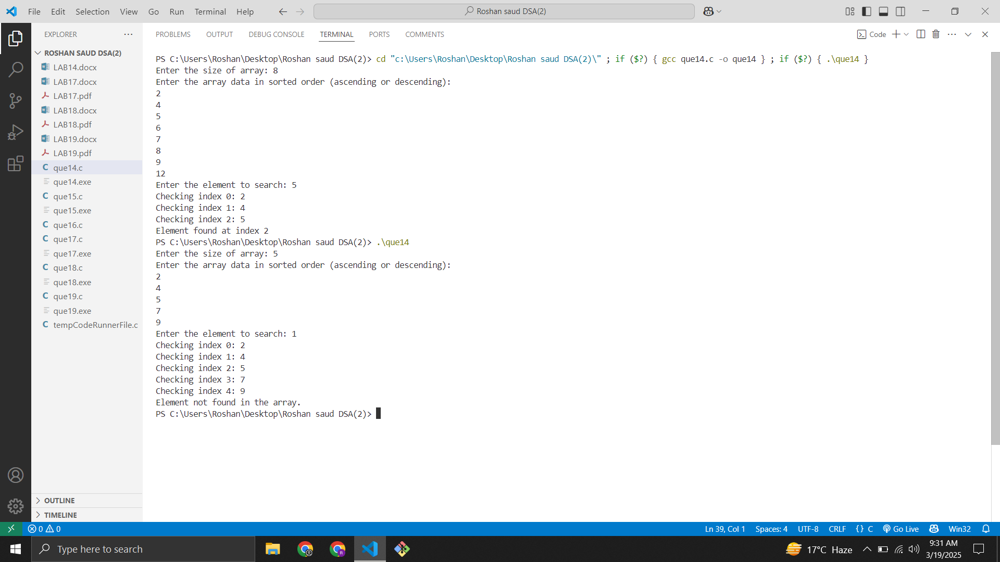 File Edit Selection View Go Run Terminal Help
Roshan saud DSA(2)
EXPLORER
ROSHAN SAUD DSA(2)
LAB14.docx
LAB17.docx
LAB17.pdf
LAB18.docx
LAB18.pdf
LAB19.docx
LAB19.pdf
C que14.c
que14.exe
C que15.c
que15.exe
C que16.c
C que17.c
que17.exe
C que18.c
que18.exe
C que19.c
que19.exe
C tempCodeRunnerFile.c
OUTLINE
TIMELINE
PROBLEMS OUTPUT DEBUG CONSOLE TERMINAL PORTS COMMENTS
Code
PS C:\Users\Roshan\Desktop\Roshan saud DSA(2)> cd "c:\Users\Roshan\Desktop\Roshan saud DSA(2)\" ; if ($?) { gcc que14.c -o que14 } ; if ($?) { .\que14 }
Enter the size of array: 8
Enter the array data in sorted order (ascending or descending):
2
4
5
6
7
8
9
12
Enter the element to search: 5
Checking index 0: 2
Checking index 1: 4
Checking index 2: 5
Element found at index 2
PS C:\Users\Roshan\Desktop\Roshan saud DSA(2)> .\que14
Enter the size of array: 5
Enter the array data in sorted order (ascending or descending):
2
4
5
7
9
Enter the element to search: 1
Checking index 0: 2
Checking index 1: 4
Checking index 2: 5
Checking index 3: 7
Checking index 4: 9
Element not found in the array.
PS C:\Users\Roshan\Desktop\Roshan saud DSA(2)>
0 0
Ln 39, Col 1 Spaces: 4 UTF-8 CRLF {} C Go Live Win32
Type here to search
R
17°C Haze
9:31 AM
3/19/2025